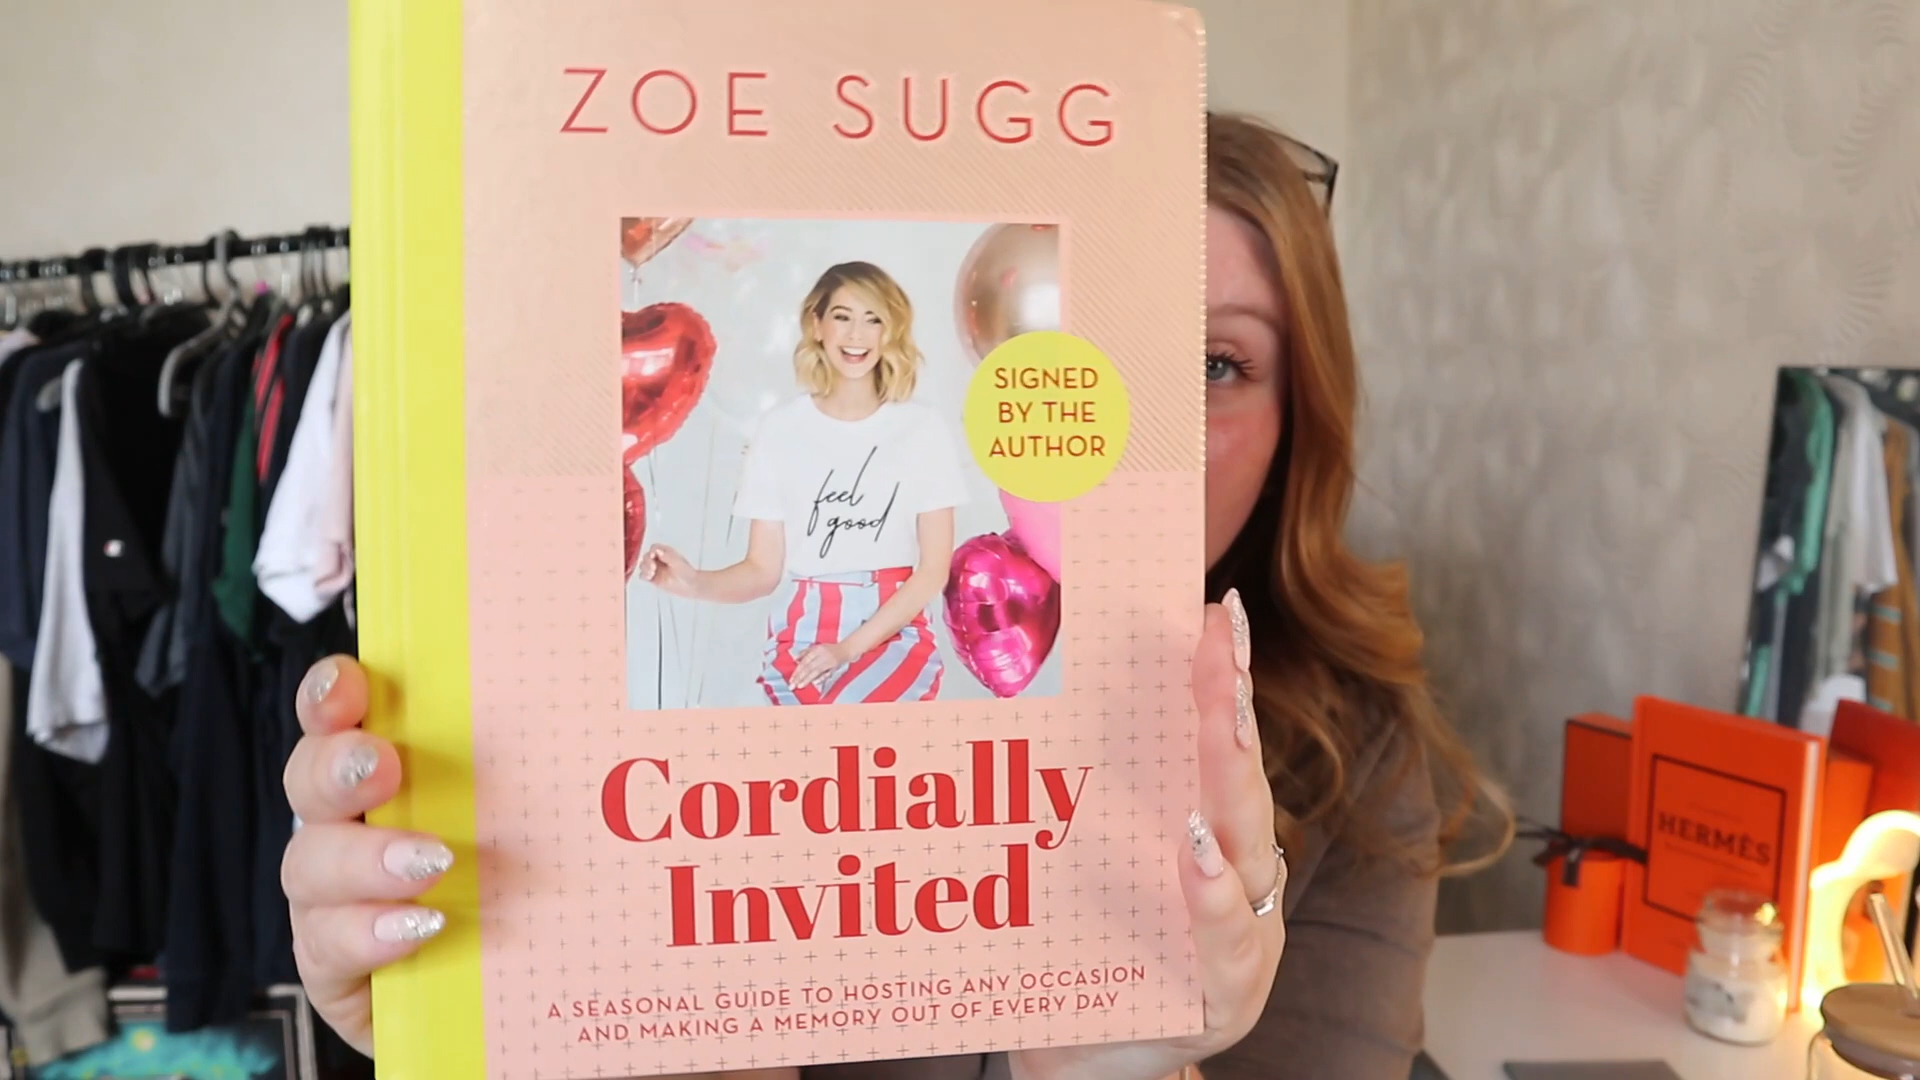 ZOE SUGG
SIGNED
BY THE
AUTHOR
feel
good
Cordially
Invited
A SEASONAL GUIDE TO HOSTING ANY OCCASION
AND MAKING A MEMORY OUT OF EVERY DAY
HERMÈS